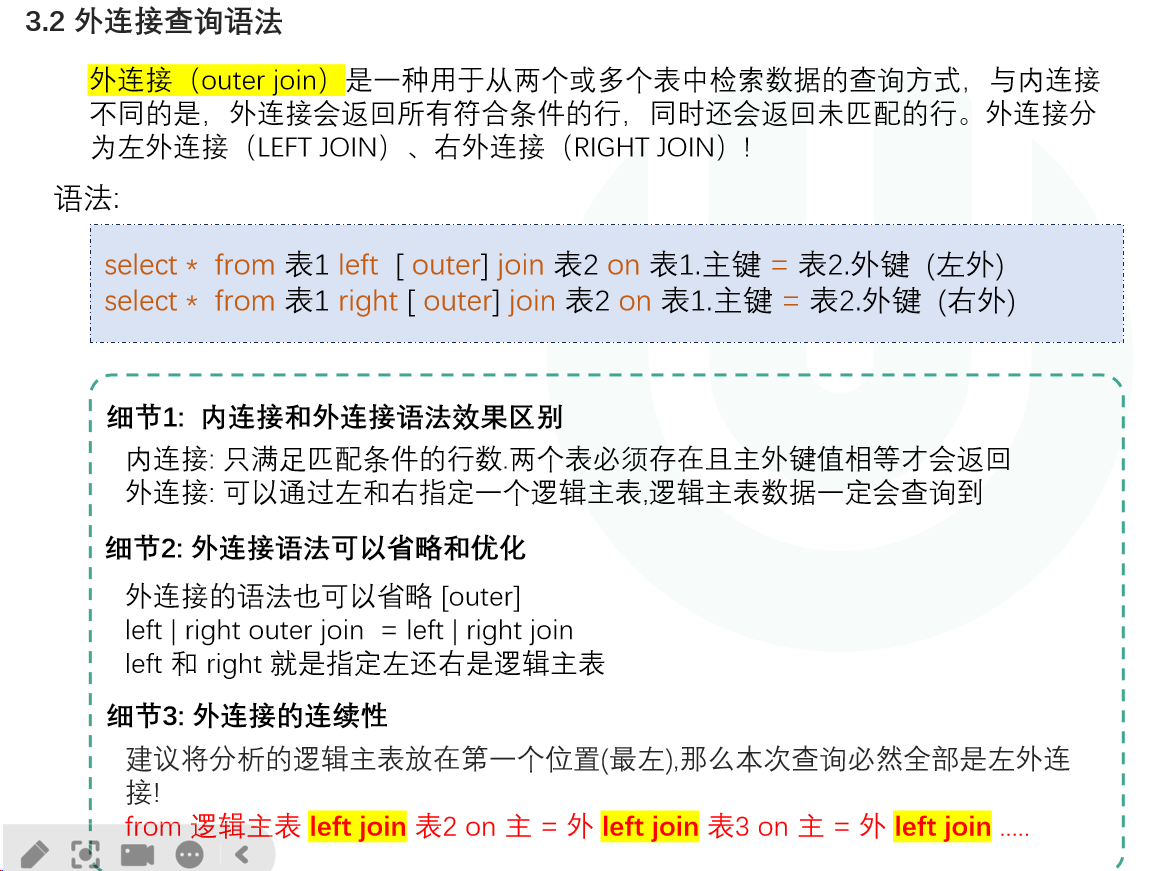 3.2 外连接查询语法
外连接（outer join）是一种用于从两个或多个表中检索数据的查询方式，与内连接
不同的是，外连接会返回所有符合条件的行，同时还会返回未匹配的行。外连接分
为左外连接（LEFT JOIN）、右外连接（RIGHT JOIN）!
语法:
select * from 表1 left [ outer] join 表2 on 表1.主键 = 表2.外键 (左外)
select * from 表1 right [ outer] join 表2 on 表1.主键 = 表2.外键 (右外)
细节1: 内连接和外连接语法效果区别
内连接: 只满足匹配条件的行数.两个表必须存在且主外键值相等才会返回
外连接: 可以通过左和右指定一个逻辑主表,逻辑主表数据一定会查询到
细节2: 外连接语法可以省略和优化
外连接的语法也可以省略 [outer]
left | right outer join = left | right join
left 和 right 就是指定左还右是逻辑主表
细节3: 外连接的连续性
建议将分析的逻辑主表放在第一个位置(最左),那么本次查询必然全部是左外连
接!
from 逻辑主表 left join 表2 on 主 = 外 left join 表3 on 主 = 外 left join .....